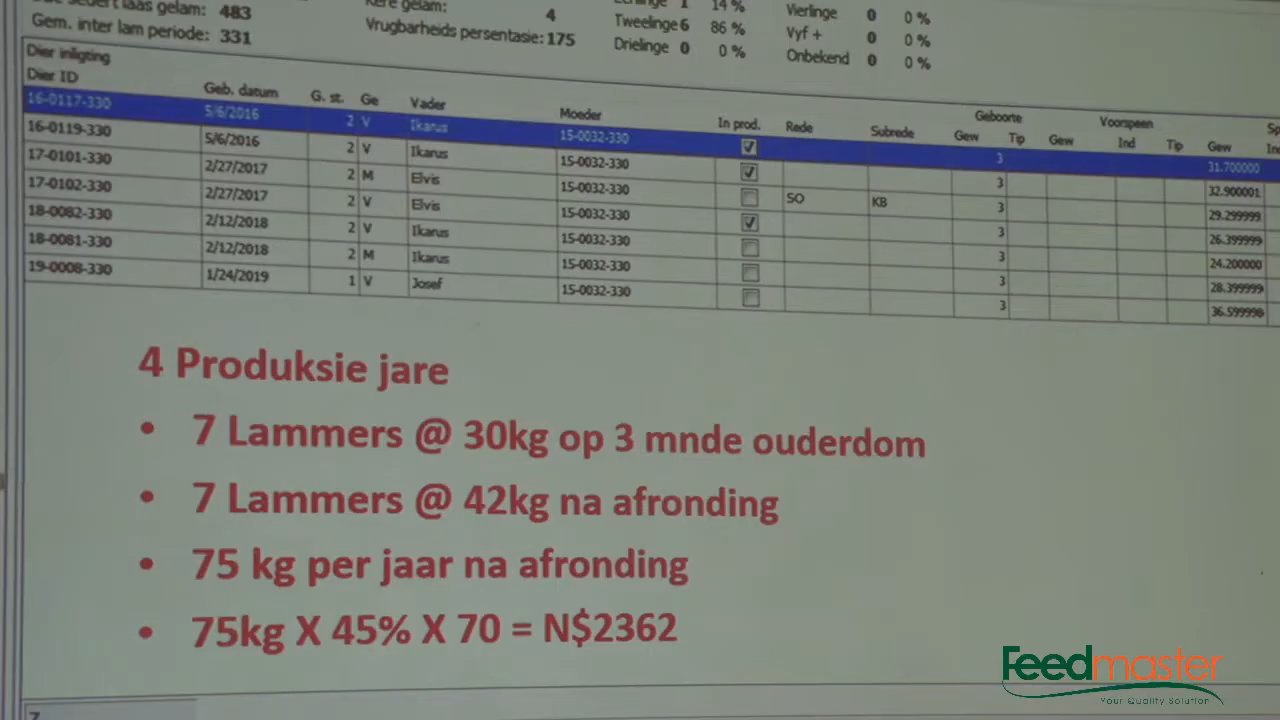 laas gelam: 483
Gem. inter lam periode: 331
gelam: 4
Vrugbarheids persentasie: 175
1 14 %
Tweelinge 6 86 %
Drielinge 0 0 %
Vierlinge 0 0 %
Vyf + 0 0 %
Onbekend 0 0 %
Dier inligting
Geboorte Voorspeen
Dier ID Geb. datum G. st. Ge Vader Moeder In prod. Rede Subrede Gew Tip Gew Ind Tip Gew
16-0117-330 5/6/2016 2 V Ikarus 15-0032-330 3 31.700000
16-0119-330 5/6/2016 2 V Ikarus 15-0032-330 3 32.900001
17-0101-330 2/27/2017 2 M Elvis 15-0032-330 SO KB 3 29.299999
17-0102-330 2/27/2017 2 V Elvis 15-0032-330 3 26.399999
18-0082-330 2/12/2018 2 V Ikarus 15-0032-330 3 24.200000
18-0081-330 2/12/2018 2 M Ikarus 15-0032-330 3 28.399999
19-0008-330 1/24/2019 1 V Josef 15-0032-330 3 36.599998
4 Produksie jare
• 7 Lammers @ 30kg op 3 mnde ouderdom
• 7 Lammers @ 42kg na afronding
• 75 kg per jaar na afronding
• 75kg X 45% X 70 = N$2362
Feedmaster
Your Quality Solution